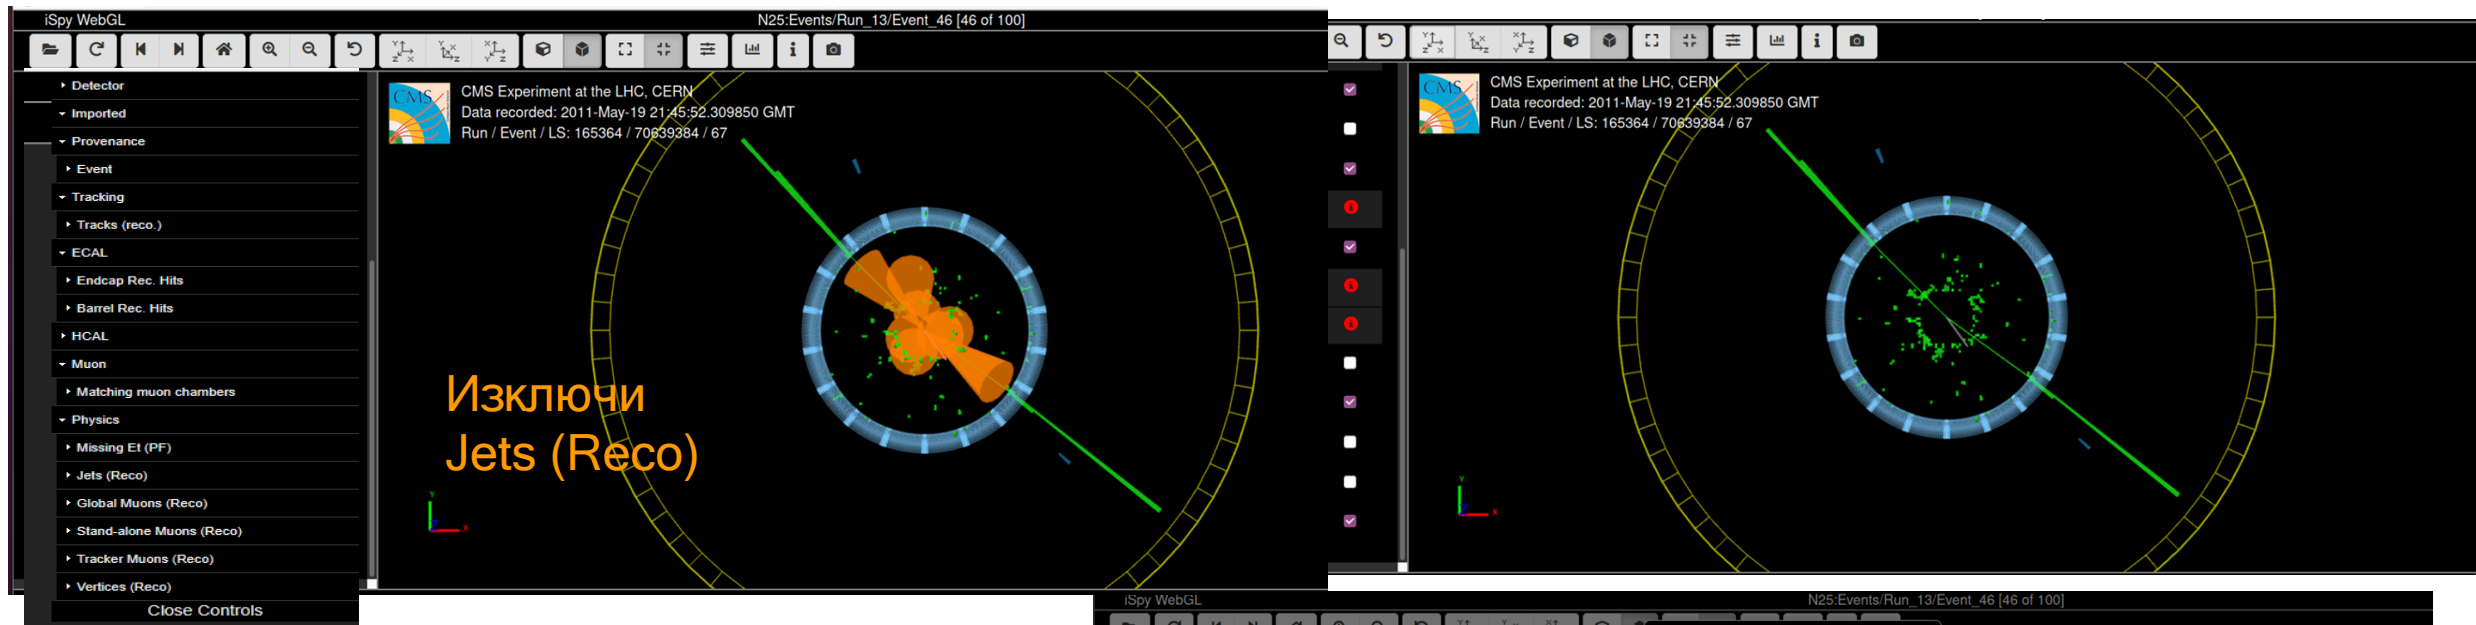 iSpy WebGL
N25:Events/Run_13/Event_46 [46 of 100]
Detector
Imported
Provenance
Event
Tracking
Tracks (reco.)
ECAL
Endcap Rec. Hits
Barrel Rec. Hits
HCAL
Muon
Matching muon chambers
Physics
Missing Et (PF)
Jets (Reco)
Global Muons (Reco)
Stand-alone Muons (Reco)
Tracker Muons (Reco)
Vertices (Reco)
Close Controls
CMS
CMS Experiment at the LHC, CERN
Data recorded: 2011-May-19 21:45:52.309850 GMT
Run / Event / LS: 165364 / 70639384 / 67
Изключи
Jets (Reco)
Y
Z
X
CMS
CMS Experiment at the LHC, CERN
Data recorded: 2011-May-19 21:45:52.309850 GMT
Run / Event / LS: 165364 / 70639384 / 67
Y
Z
X
iSpy WebGL
N25:Events/Run_13/Event_46 [46 of 100]